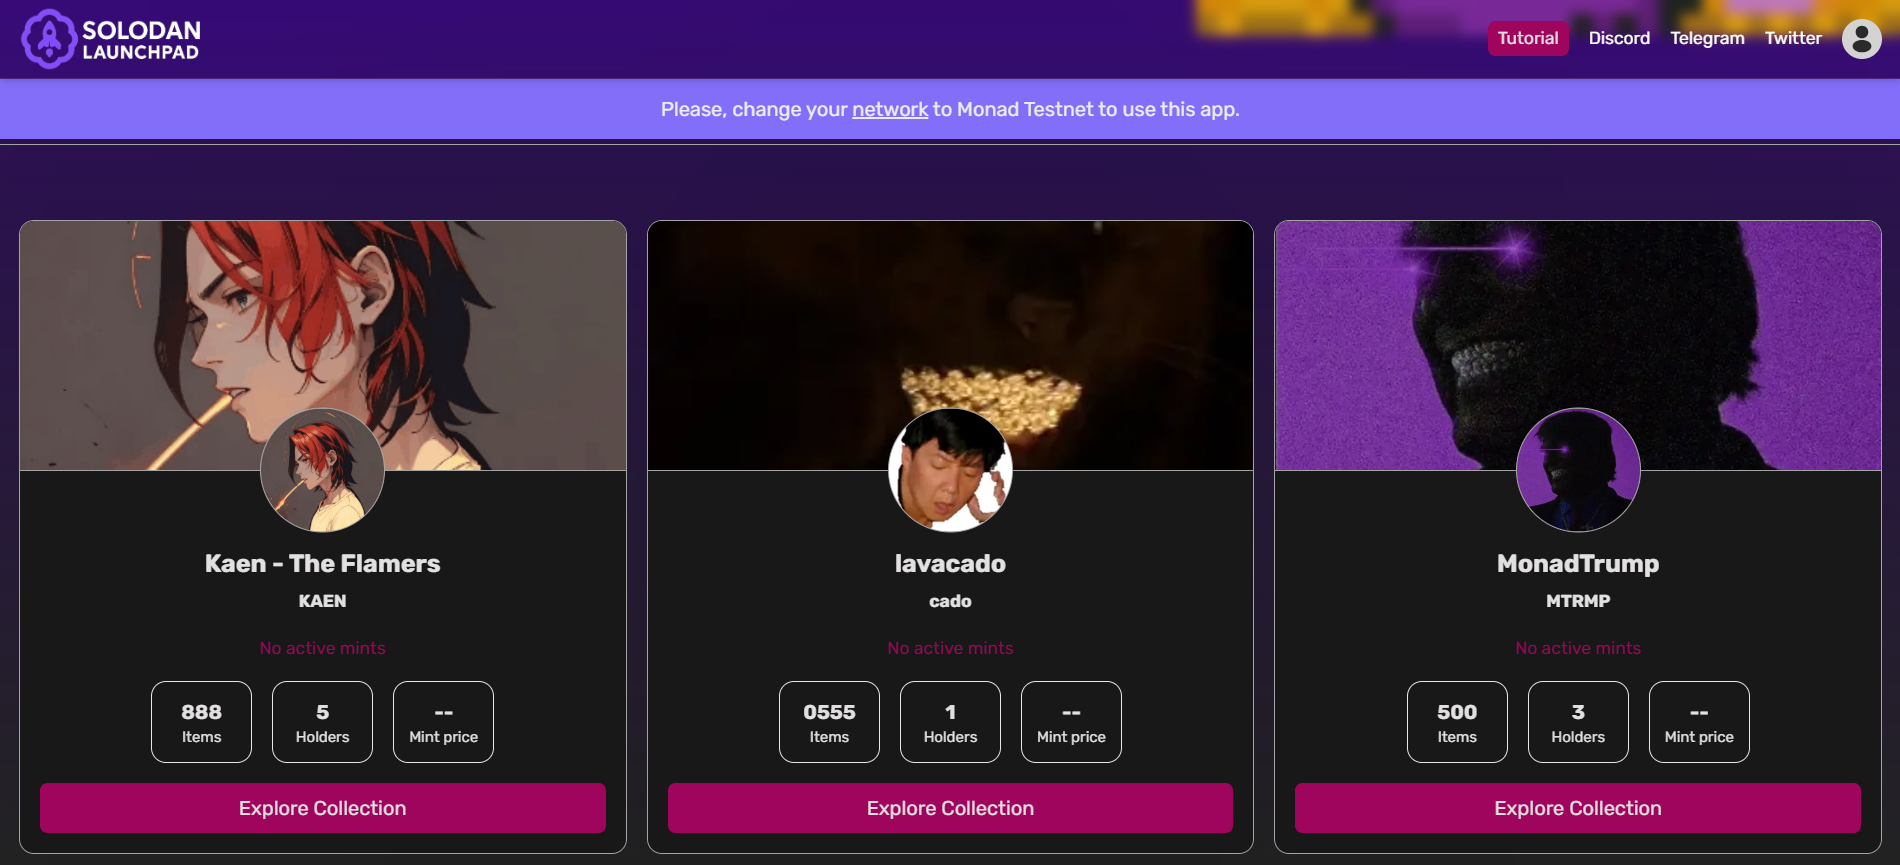 SOLODAN
LAUNCHPAD
Tutorial
Discord
Telegram
Twitter
Please, change your network to Monad Testnet to use this app.
Kaen - The Flamers
KAEN
No active mints
888
Items
5
Holders
--
Mint price
Explore Collection
lavacado
cado
No active mints
0555
Items
1
Holders
--
Mint price
Explore Collection
MonadTrump
MTRMP
No active mints
500
Items
3
Holders
--
Mint price
Explore Collection